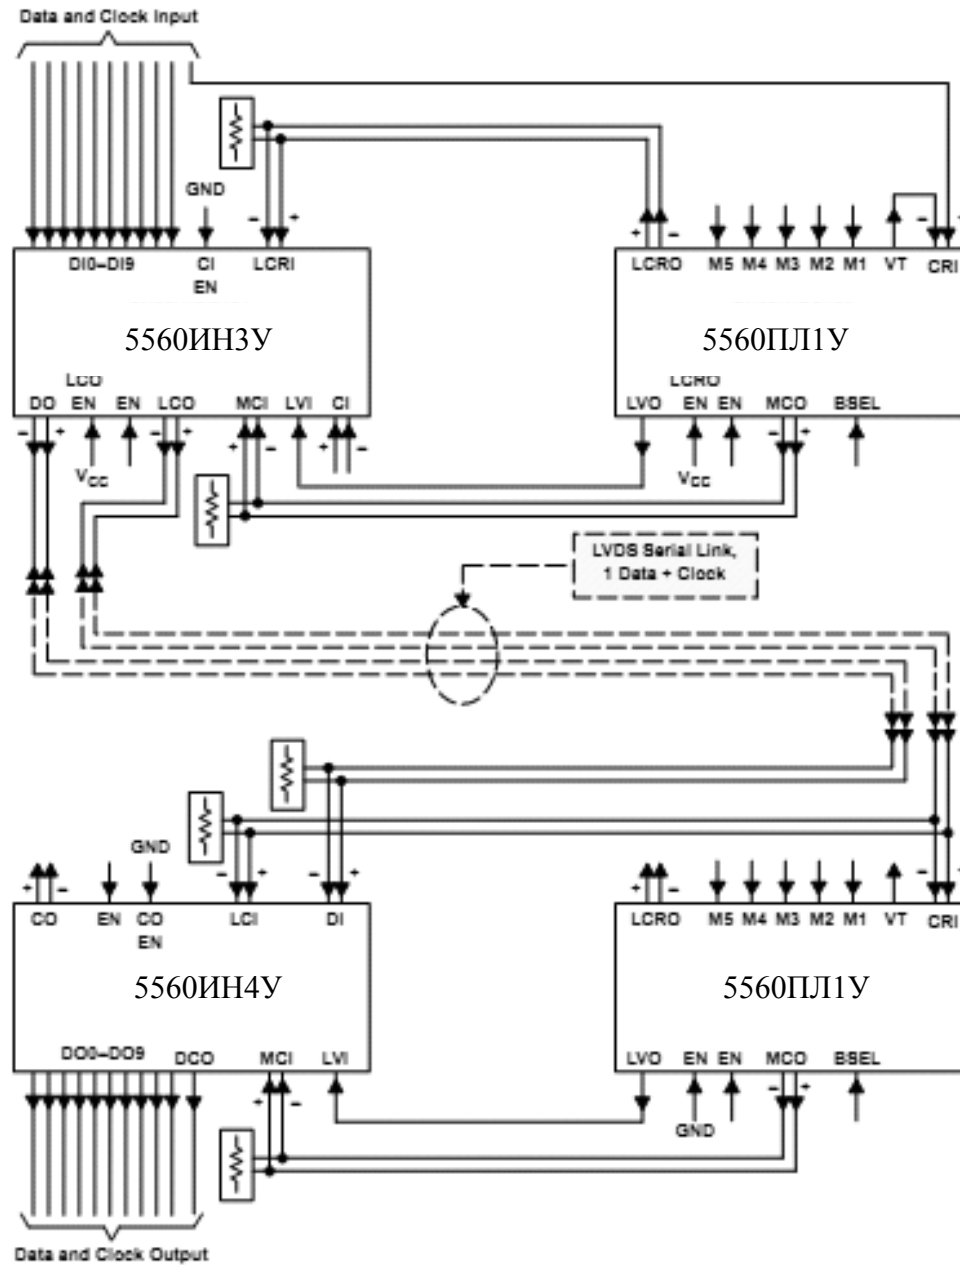 Data and Clock Input
GND
- +
+ -
- +
DI0–DI9 CI EN LCRI
LCRO M5 M4 M3 M2 M1 VT CRI
5560ИН3У
5560ПЛ1У
DO LCO EN EN LCO MCI LVI CI
LVO LCRO EN EN MCO BSEL
- +
- +
+ -
+ -
- +
VCC
VCC
LVDS Serial Link,
1 Data + Clock
GND
+ -
- +
- +
+ -
- +
CO EN CO EN LCI DI
LCRO M5 M4 M3 M2 M1 VT CRI
5560ИН4У
5560ПЛ1У
DO0–DO9 DCO MCI LVI
LVO EN EN MCO BSEL
+ -
- +
GND
Data and Clock Output